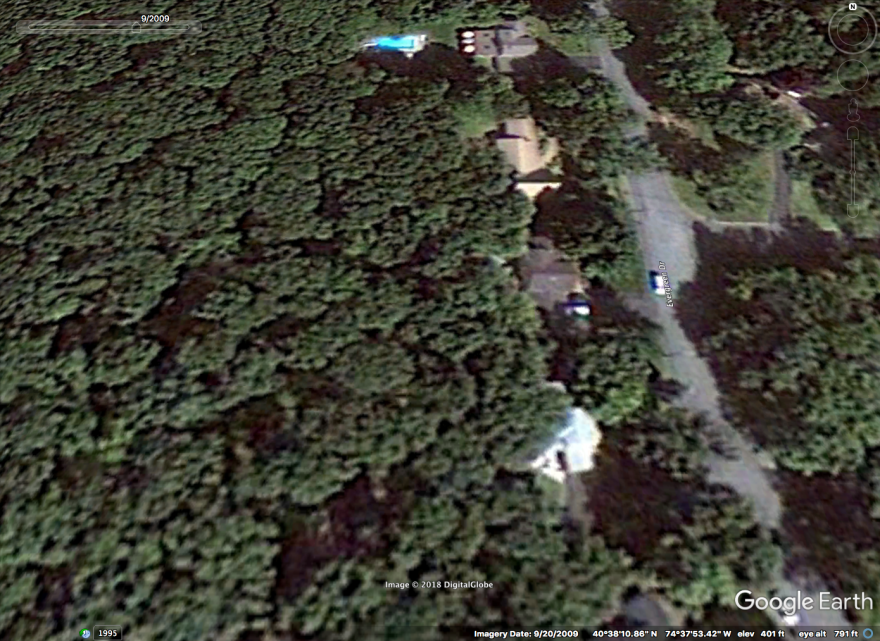 9/2009
N
Image © 2018 DigitalGlobe
Google Earth
1995
Imagery Date: 9/20/2009 40°38'10.86" N 74°37'53.42" W elev 401 ft eye alt 791 ft